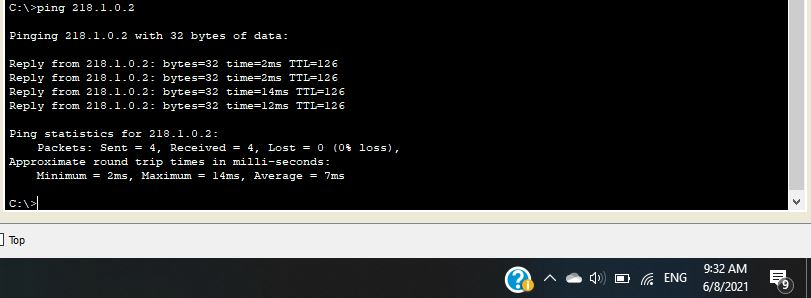 C:\>ping 218.1.0.2
Pinging 218.1.0.2 with 32 bytes of data:
Reply from 218.1.0.2: bytes=32 time=2ms TTL=126
Reply from 218.1.0.2: bytes=32 time=2ms TTL=126
Reply from 218.1.0.2: bytes=32 time=14ms TTL=126
Reply from 218.1.0.2: bytes=32 time=12ms TTL=126
Ping statistics for 218.1.0.2:
Packets: Sent = 4, Received = 4, Lost = 0 (0% loss),
Approximate round trip times in milli-seconds:
Minimum = 2ms, Maximum = 14ms, Average = 7ms
C:\>
Top
ENG
9:32 AM
6/8/2021
9